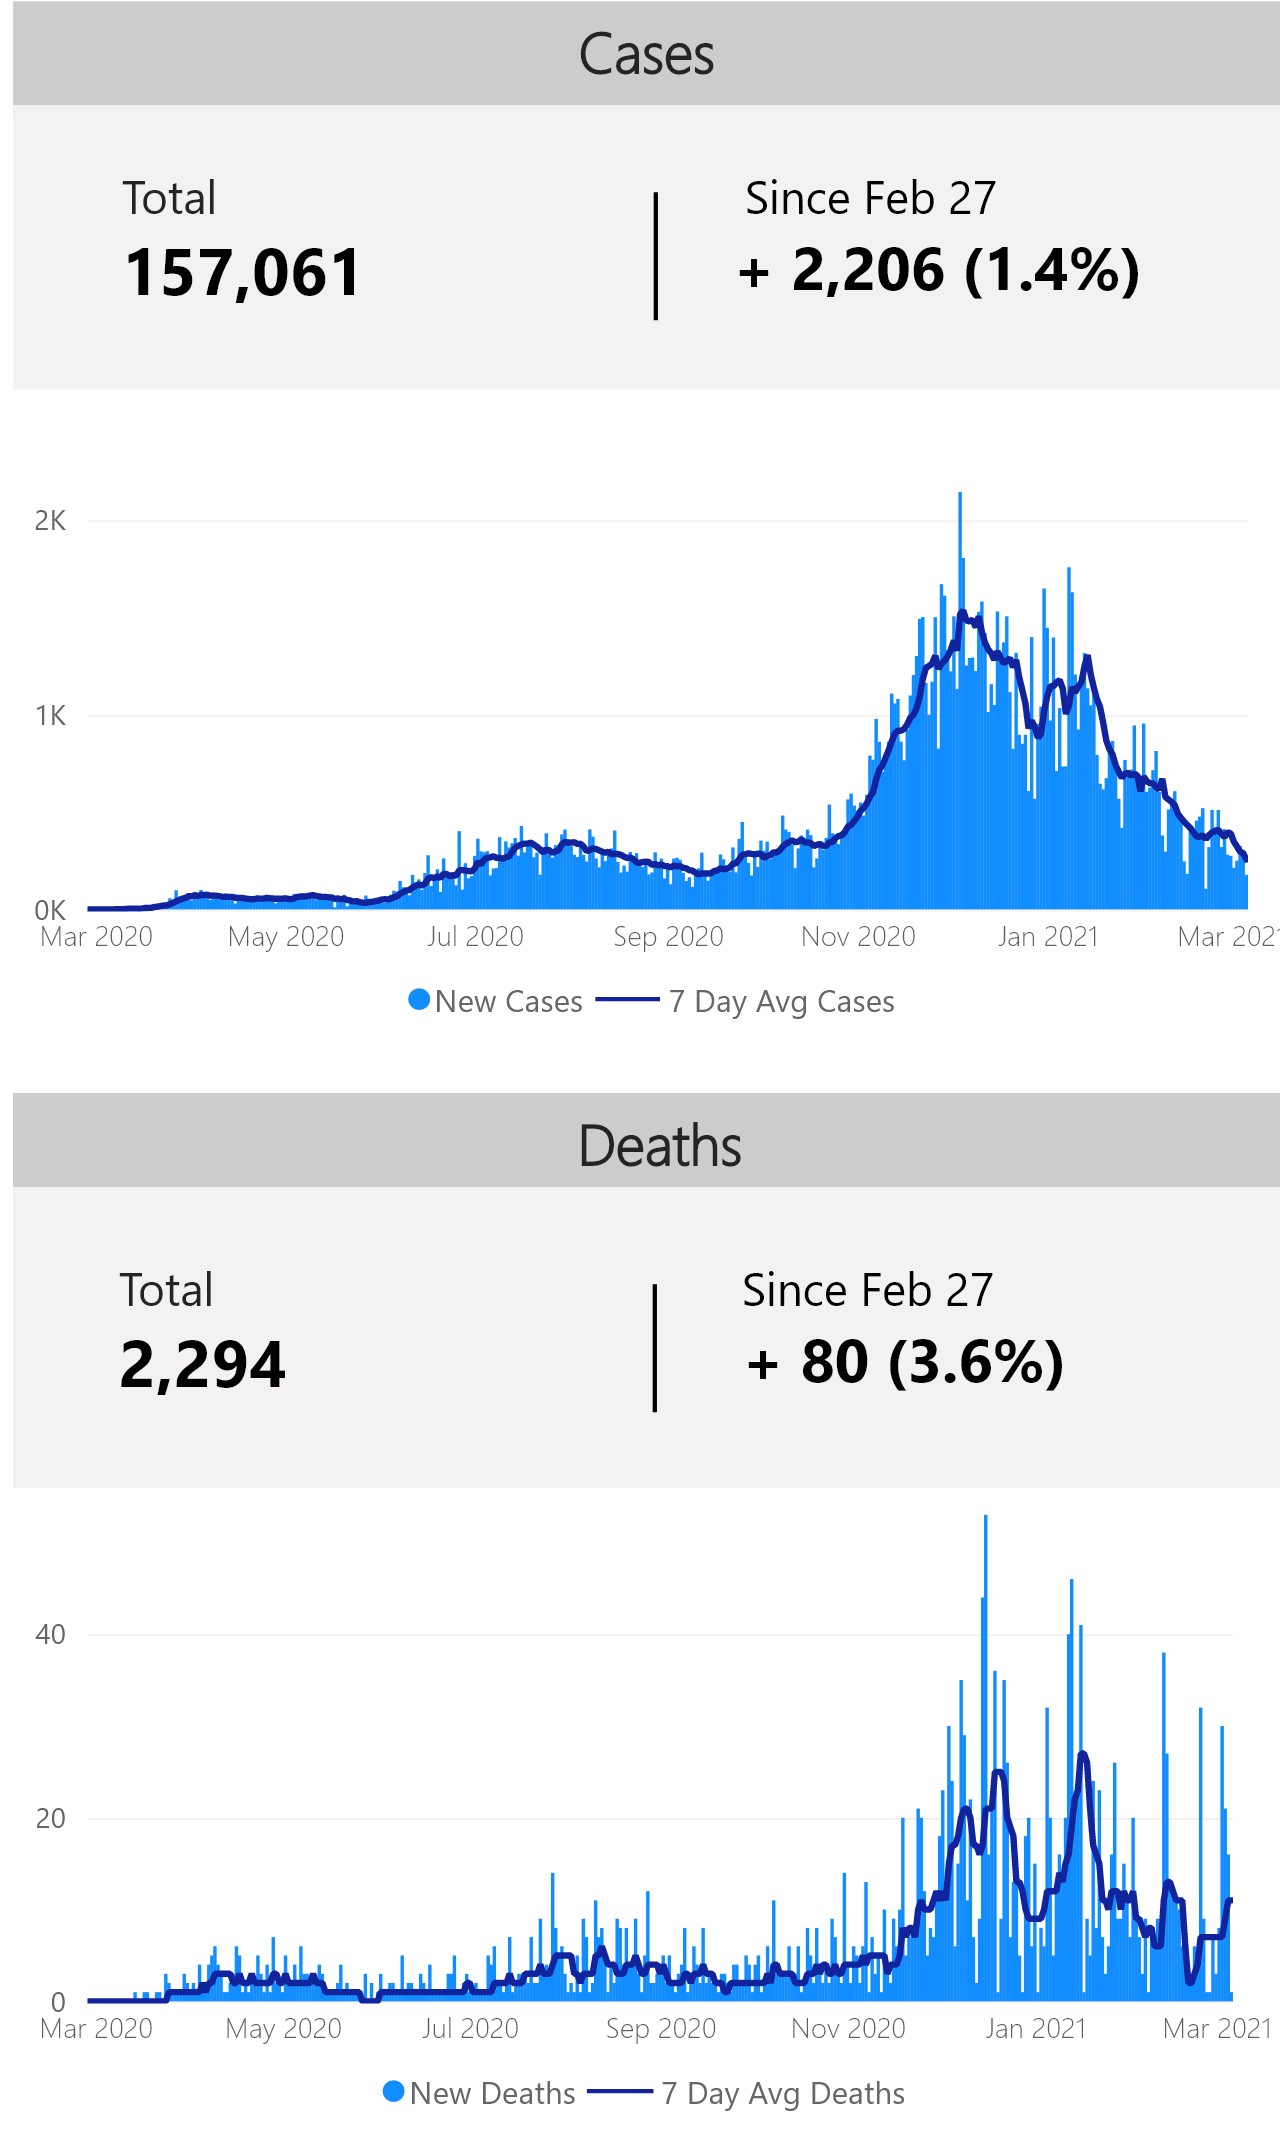 Cases
Total
Since Feb 27
157,061
+ 2,206 (1.4%)
2K
1K
0K
Mar 2020 May 2020 Jul 2020 Sep 2020 Nov 2020 Jan 2021 Mar 2021
New Cases 7 Day Avg Cases
Deaths
Total
Since Feb 27
2,294
+ 80 (3.6%)
40
20
0
Mar 2020 May 2020 Jul 2020 Sep 2020 Nov 2020 Jan 2021 Mar 2021
New Deaths 7 Day Avg Deaths